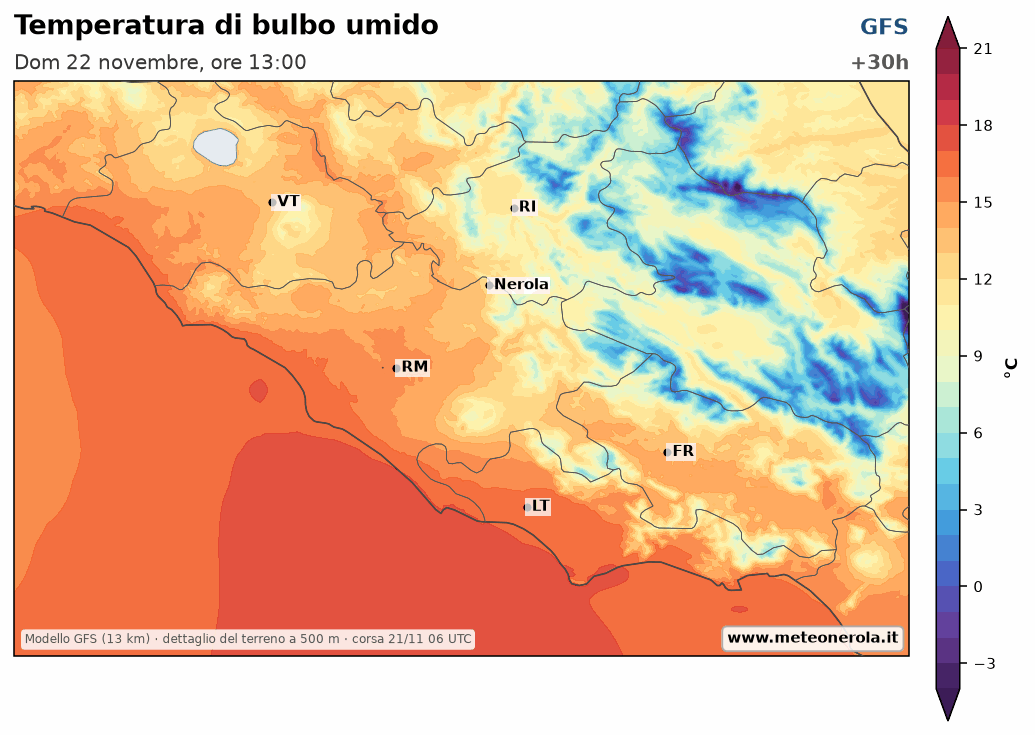 Temperatura di bulbo umido
GFS
Dom 22 novembre, ore 13:00
+30h
21
18
15
12
9
6
3
0
−3
°C
VT
RI
Nerola
RM
FR
LT
Modello GFS (13 km) · dettaglio del terreno a 500 m · corsa 21/11 06 UTC
www.meteonerola.it